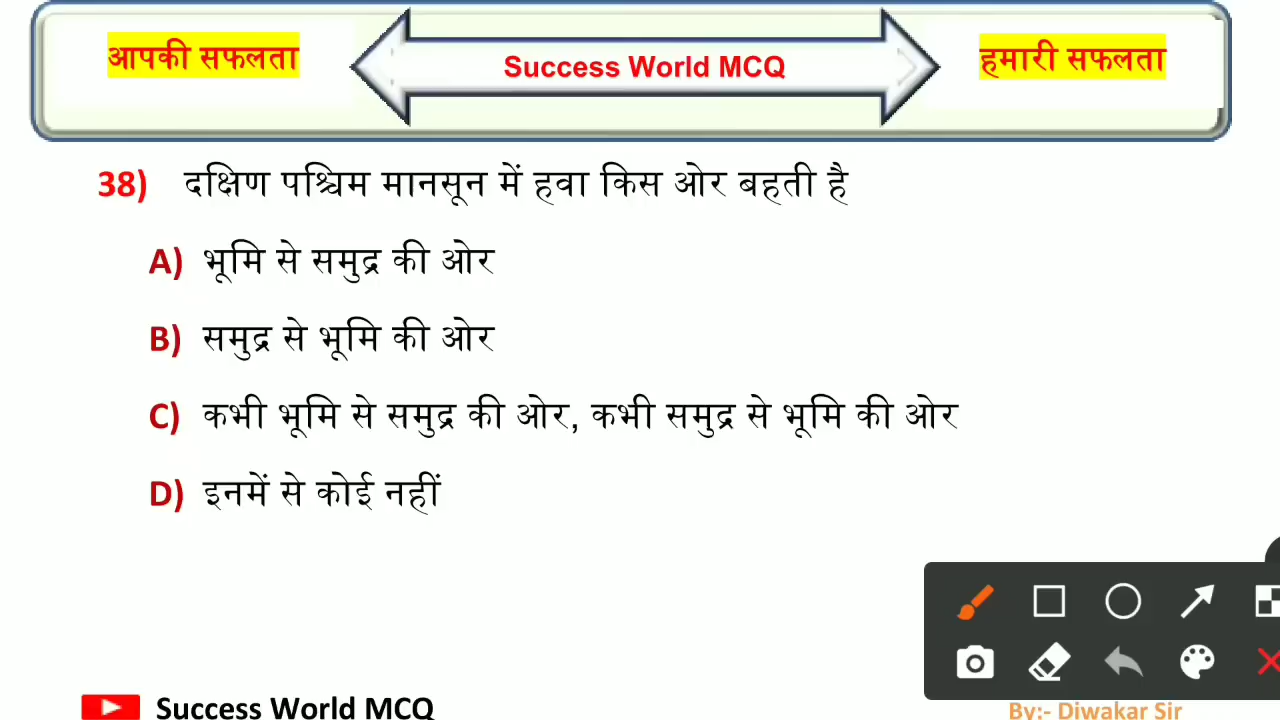 आपकी सफलता
Success World MCQ
हमारी सफलता
38) दक्षिण पश्चिम मानसून में हवा किस ओर बहती है
A) भूमि से समुद्र की ओर
B) समुद्र से भूमि की ओर
C) कभी भूमि से समुद्र की ओर, कभी समुद्र से भूमि की ओर
D) इनमें से कोई नहीं
Success World MCQ
By:- Diwakar Sir